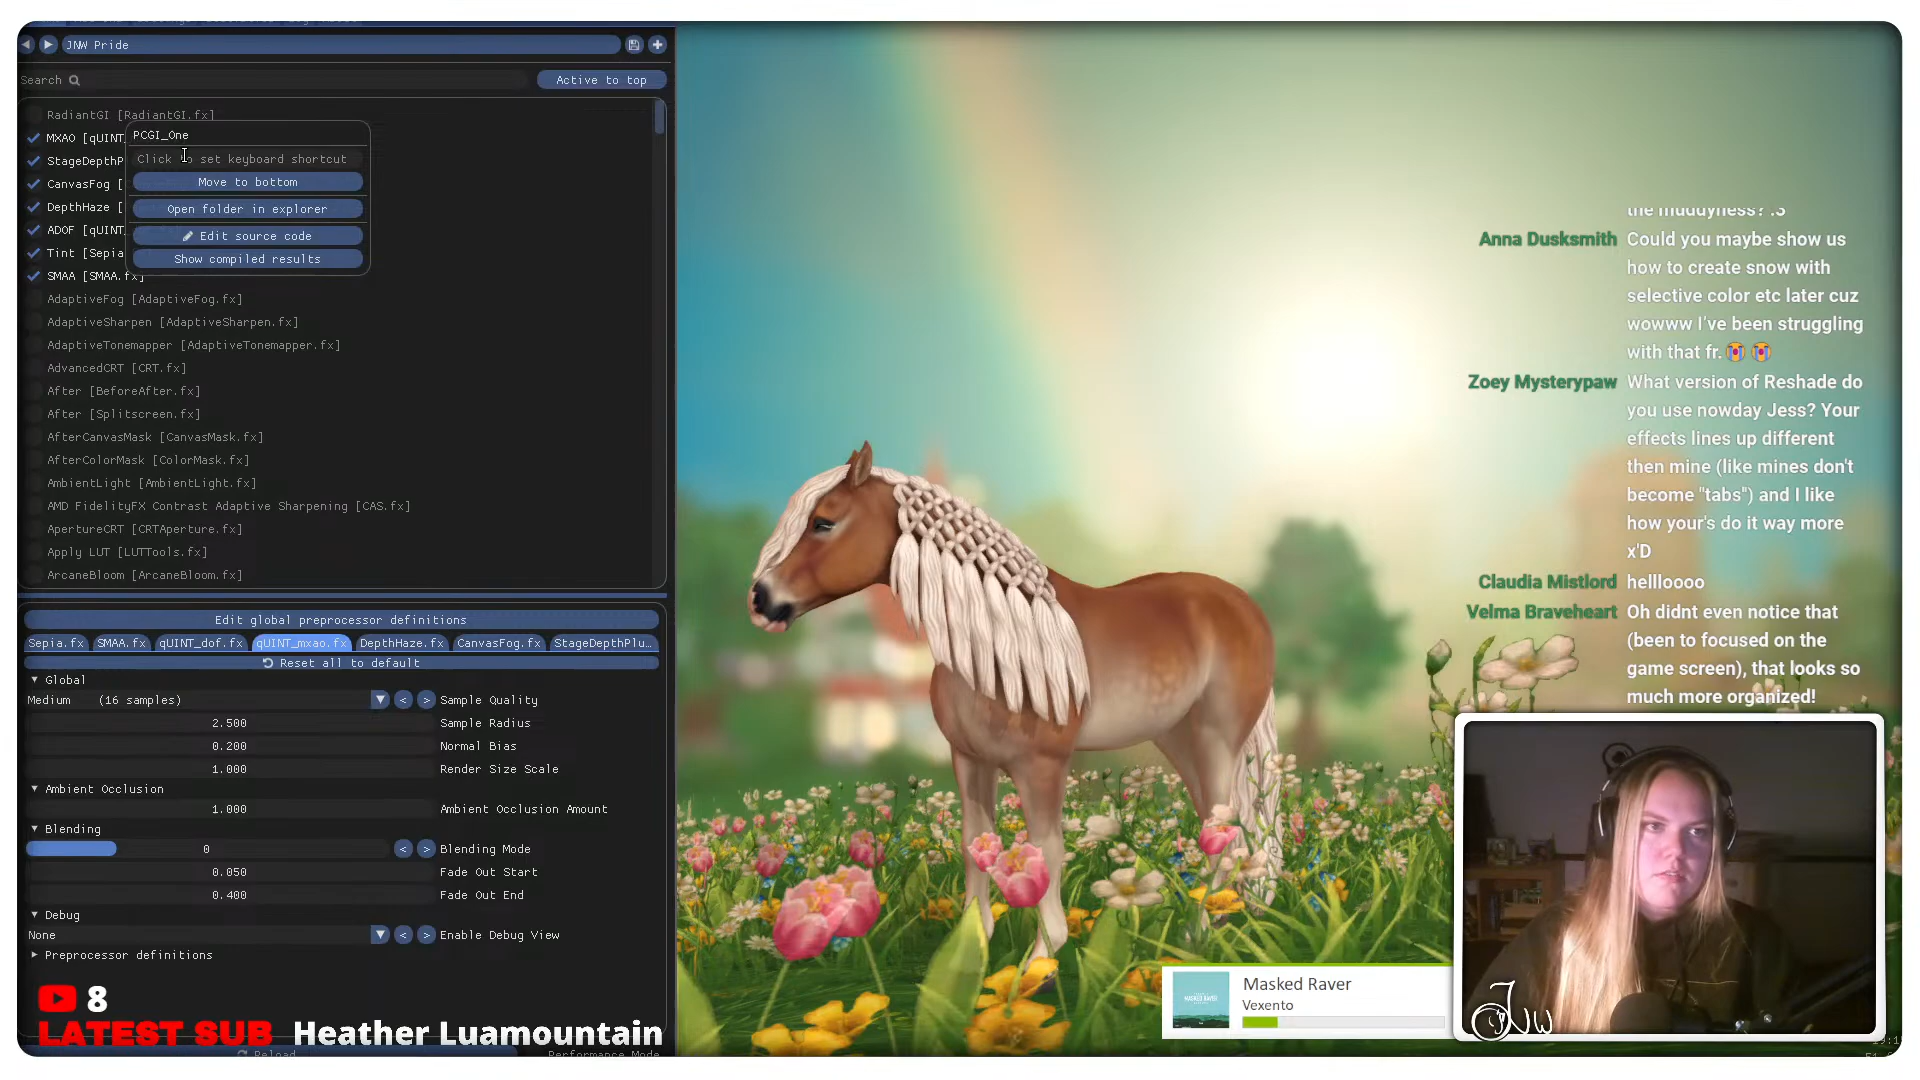 JNW Pride
Search
Active to top
RadiantGI [RadiantGI.fx]
MXAO [qUINT
StageDepthP
CanvasFog [
DepthHaze [
ADOF [qUINT
Tint [Sepia
SMAA [SMAA.fx]
PCGI_One
Click to set keyboard shortcut
Move to bottom
Open folder in explorer
Edit source code
Show compiled results
AdaptiveFog [AdaptiveFog.fx]
AdaptiveSharpen [AdaptiveSharpen.fx]
AdaptiveTonemapper [AdaptiveTonemapper.fx]
AdvancedCRT [CRT.fx]
After [BeforeAfter.fx]
After [Splitscreen.fx]
AfterCanvasMask [CanvasMask.fx]
AfterColorMask [ColorMask.fx]
AmbientLight [AmbientLight.fx]
AMD FidelityFX Contrast Adaptive Sharpening [CAS.fx]
ApertureCRT [CRTAperture.fx]
Apply LUT [LUTTools.fx]
ArcaneBloom [ArcaneBloom.fx]
Edit global preprocessor definitions
Sepia.fx SMAA.fx qUINT_dof.fx qUINT_mxao.fx DepthHaze.fx CanvasFog.fx StageDepthPlu...
Reset all to default
Global
Medium (16 samples) < > Sample Quality
2.500 Sample Radius
0.200 Normal Bias
1.000 Render Size Scale
Ambient Occlusion
1.000 Ambient Occlusion Amount
Blending
0 < > Blending Mode
0.050 Fade Out Start
0.400 Fade Out End
Debug
None < > Enable Debug View
Preprocessor definitions
8
LATEST SUB Heather Luamountain
Reload Performance Mode
the muddyness? :3
Anna Dusksmith Could you maybe show us
how to create snow with
selective color etc later cuz
wowww I've been struggling
with that fr.😭 😭
Zoey Mysterypaw What version of Reshade do
you use nowday Jess? Your
effects lines up different
then mine (like mines don't
become "tabs") and I like
how your's do it way more
x'D
Claudia Mistlord hellloooo
Velma Braveheart Oh didnt even notice that
(been to focused on the
game screen), that looks so
much more organized!
Masked Raver
Vexento
JNW